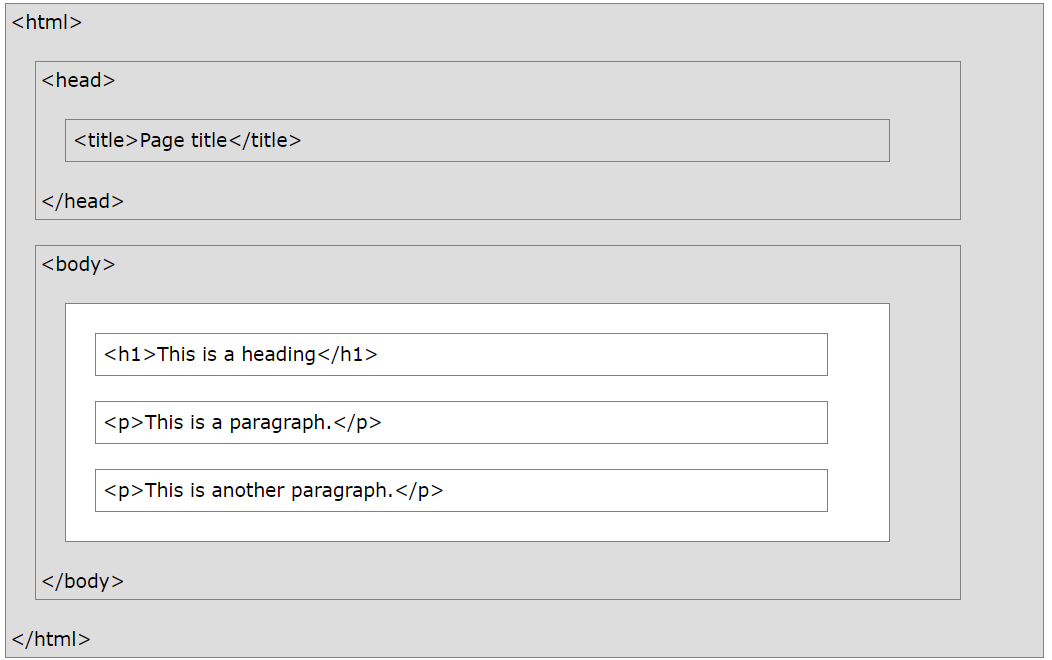 <html>
<head>
<title>Page title</title>
</head>
<body>
<h1>This is a heading</h1>
<p>This is a paragraph.</p>
<p>This is another paragraph.</p>
</body>
</html>